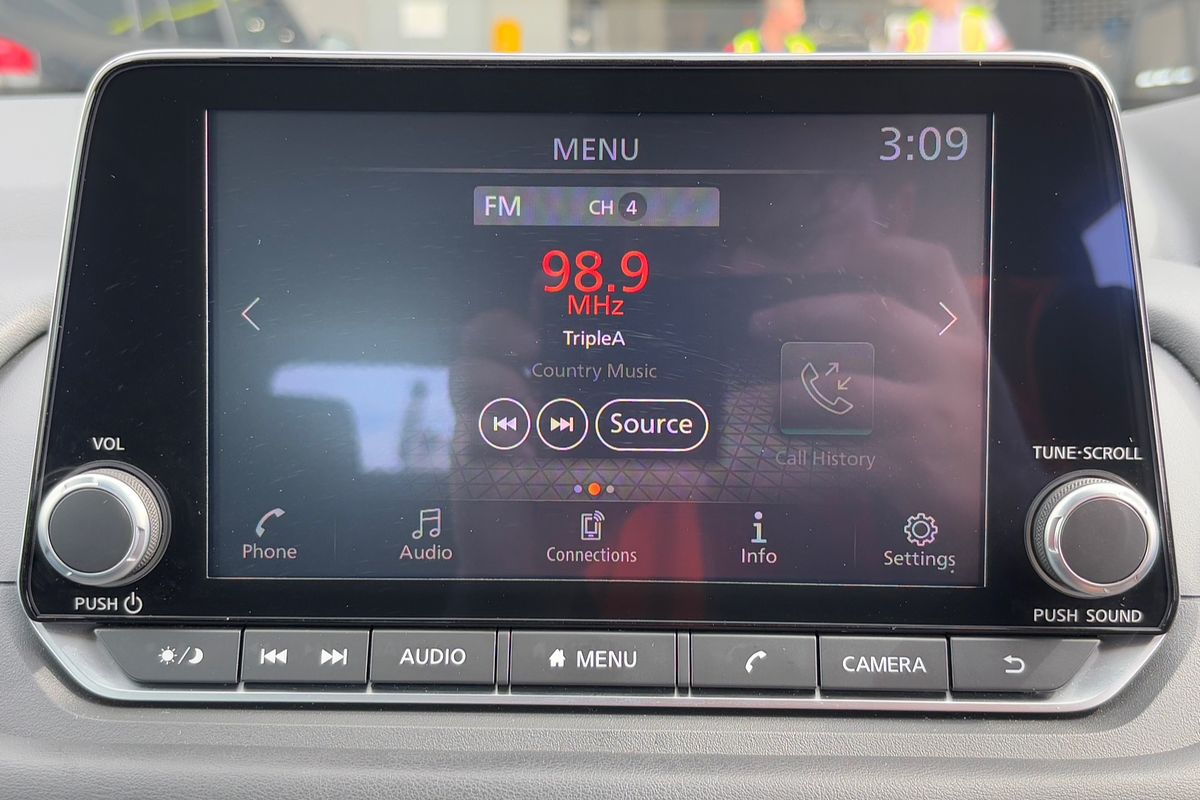 MENU
3:09
FM CH 4
98.9
MHz
TripleA
Country Music
Source
Call History
Phone
Audio
Connections
Info
Settings
VOL
PUSH
TUNE·SCROLL
PUSH SOUND
AUDIO
MENU
CAMERA